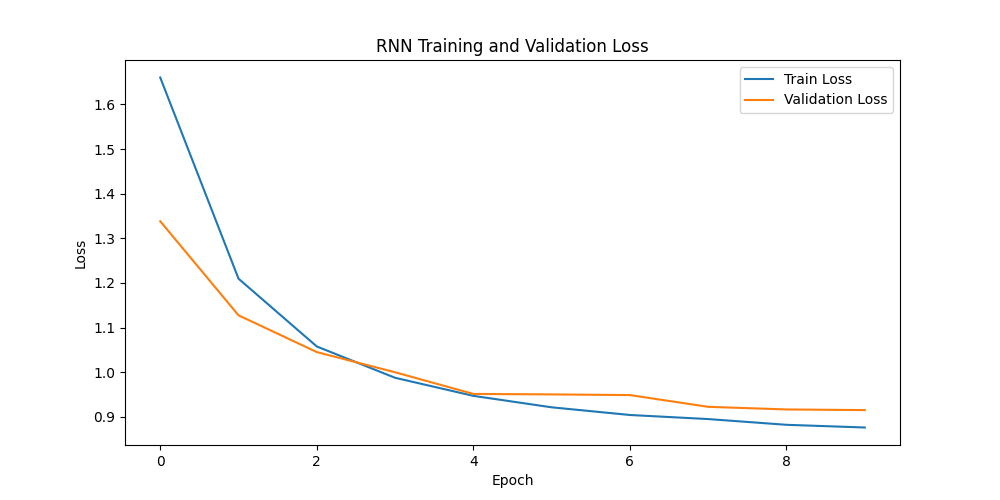 RNN Training and Validation Loss
Train Loss
Validation Loss
Loss
1.6
1.5
1.4
1.3
1.2
1.1
1.0
0.9
0
2
4
6
8
Epoch